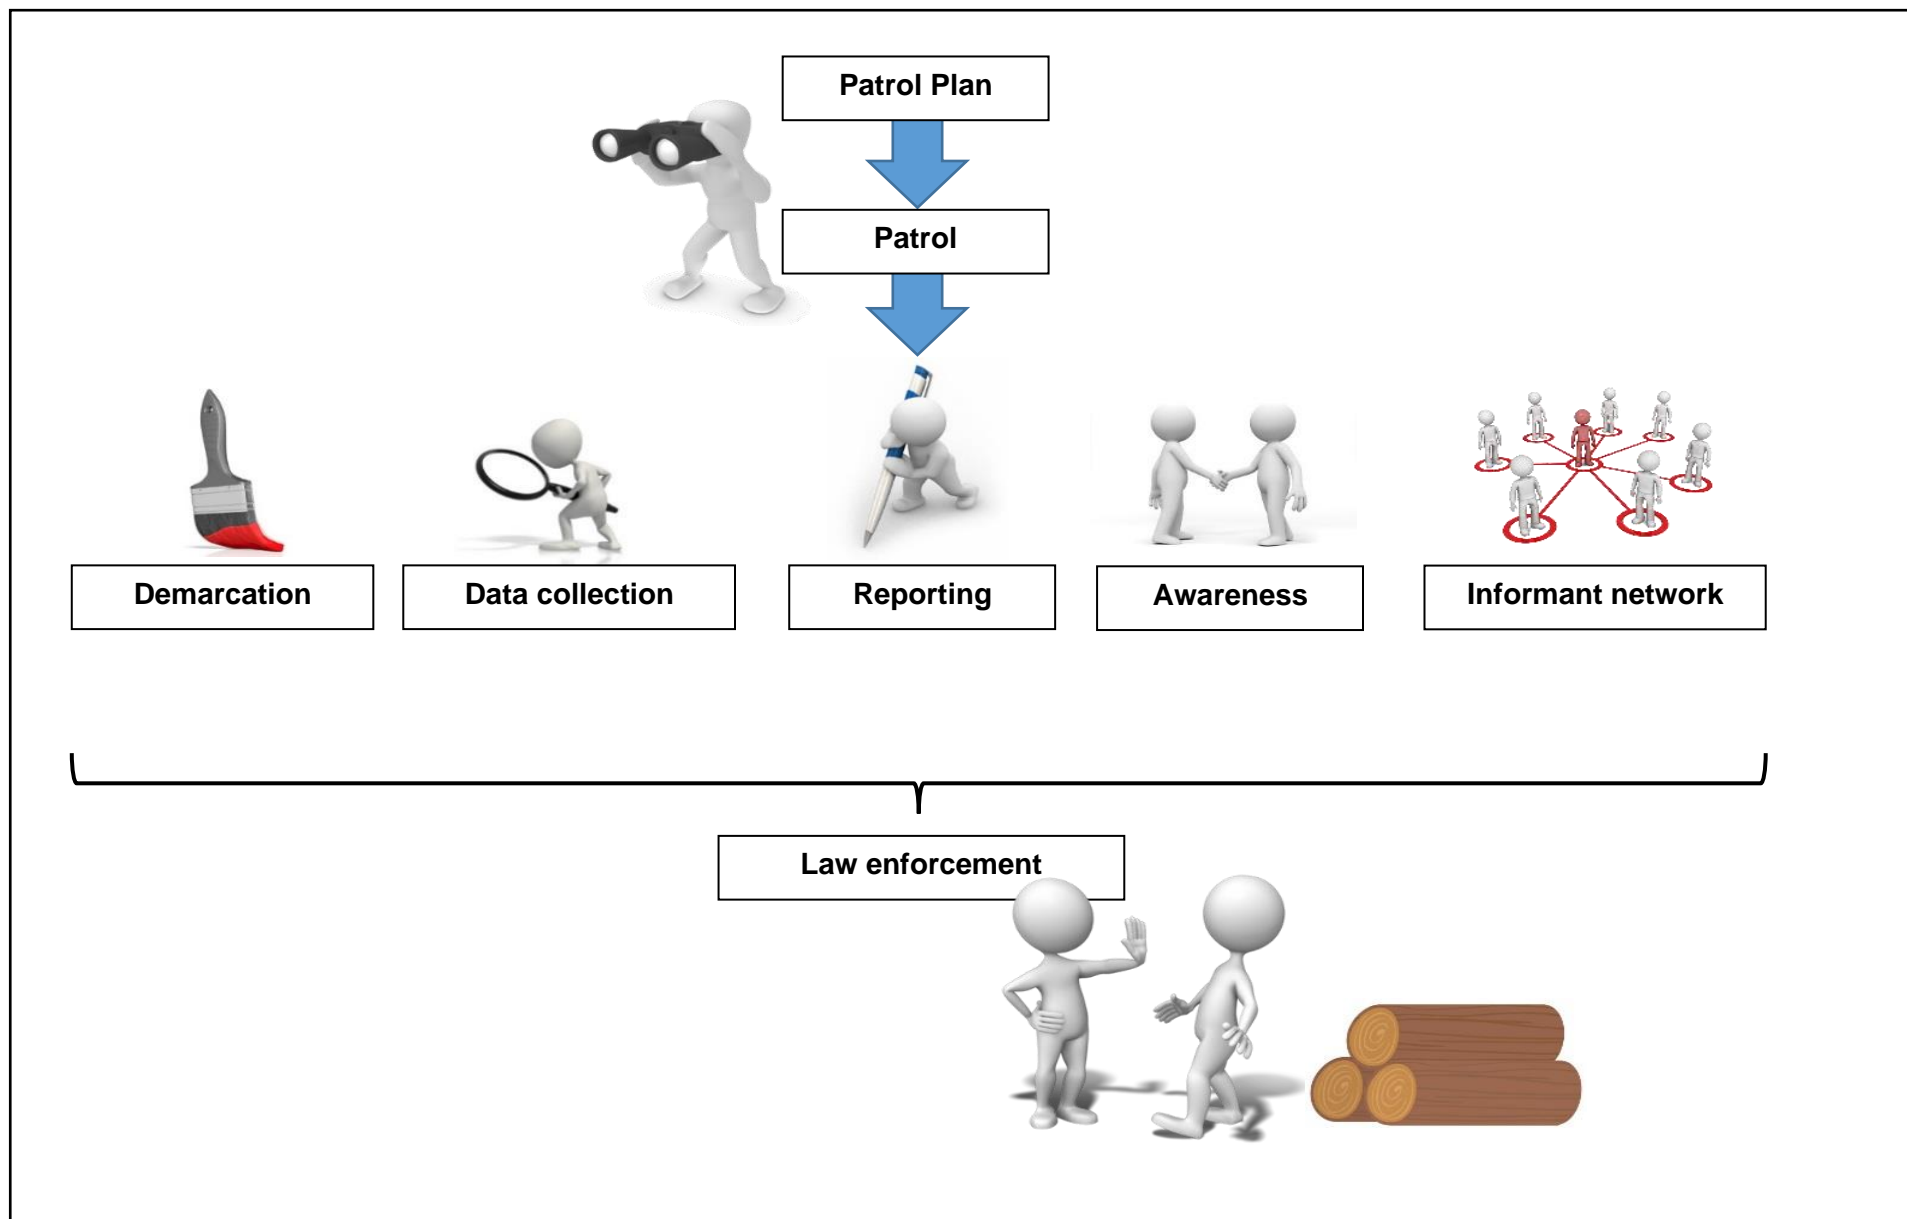 Patrol Plan
Patrol
Demarcation
Data collection
Reporting
Awareness
Informant network
Law enforcement